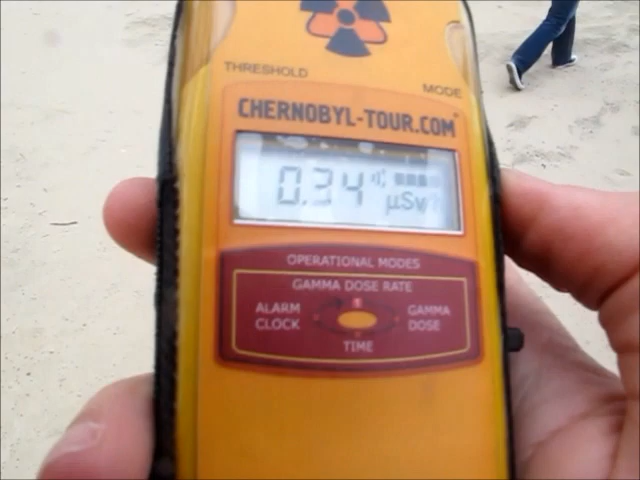 THRESHOLD
MODE
CHERNOBYL-TOUR.COM
0.34 µSv
OPERATIONAL MODES
GAMMA DOSE RATE
ALARM CLOCK
GAMMA DOSE
TIME